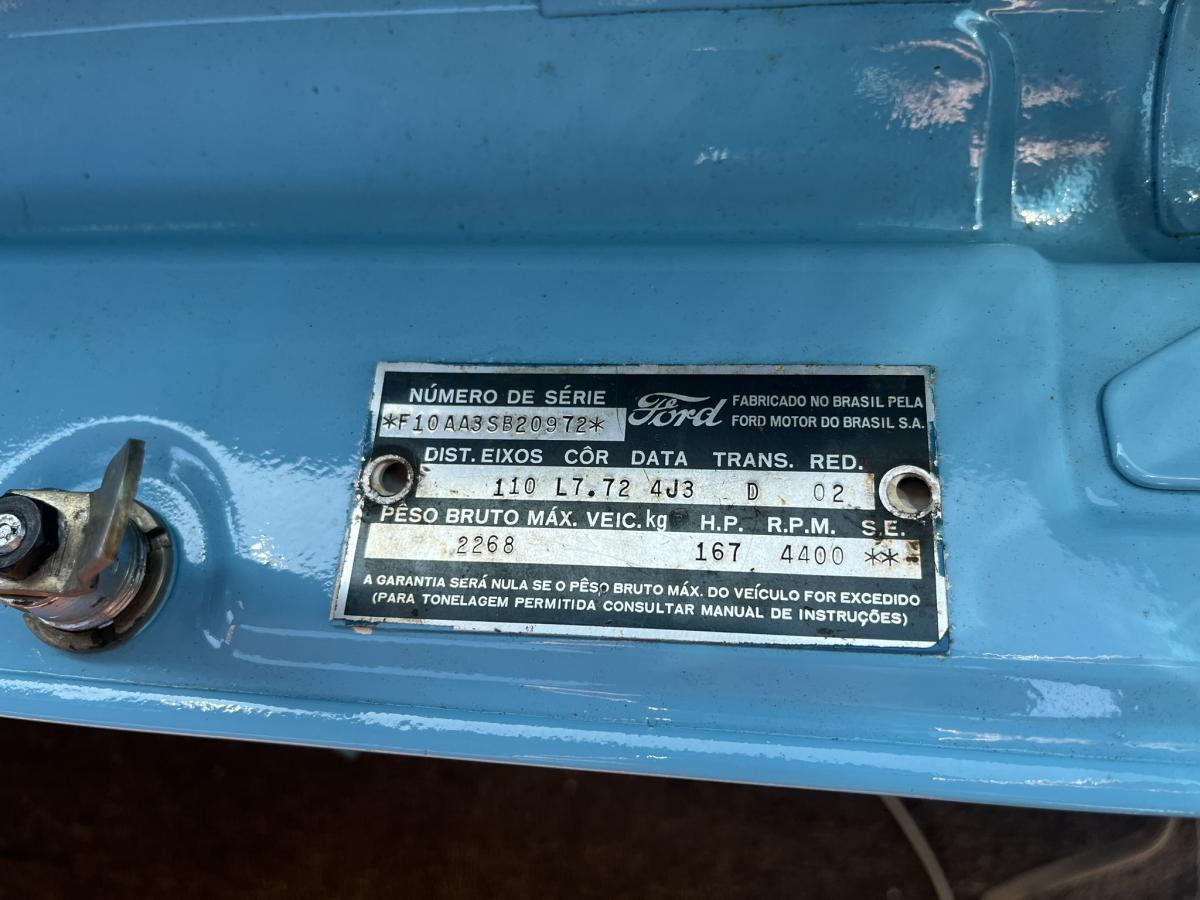 NÚMERO DE SÉRIE
*F10AA3SB20972*
Ford
FABRICADO NO BRASIL PELA
FORD MOTOR DO BRASIL S.A.
DIST. EIXOS CÔR DATA TRANS. RED.
110 L7.72 4J3 D 02
PÊSO BRUTO MÁX. VEIC. kg H.P. R.P.M. S.E.
2268 167 4400 **
A GARANTIA SERÁ NULA SE O PÊSO BRUTO MÁX. DO VEÍCULO FOR EXCEDIDO
(PARA TONELAGEM PERMITIDA CONSULTAR MANUAL DE INSTRUÇÕES)